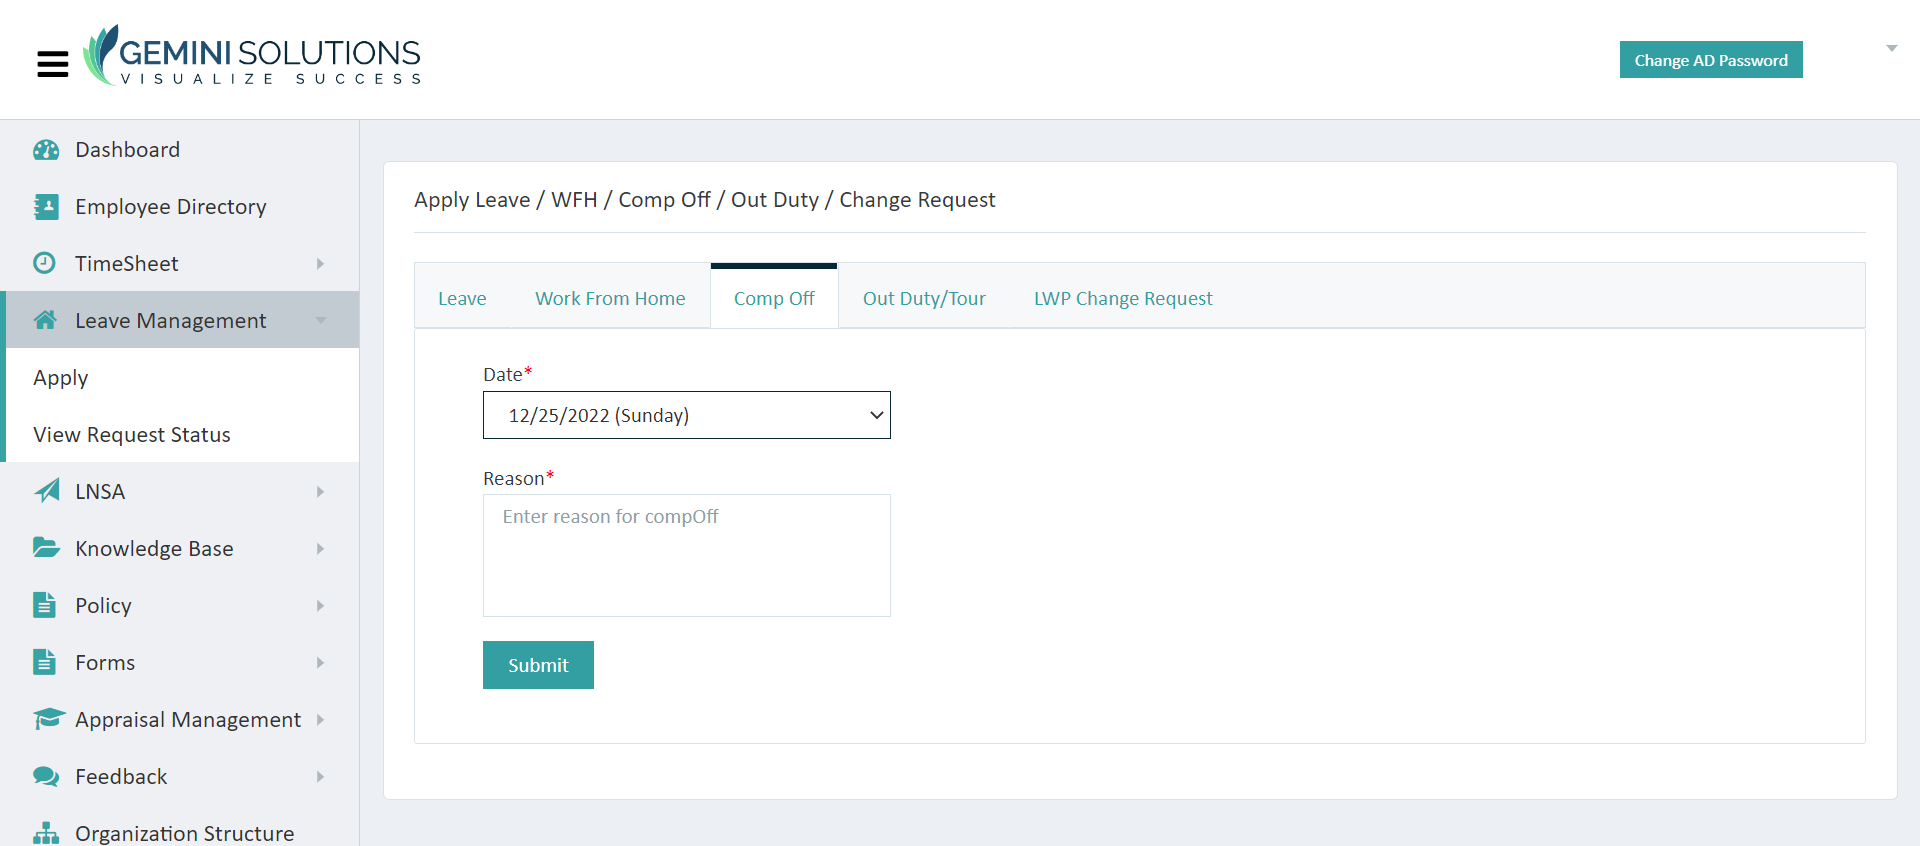 GEMINI SOLUTIONS
VISUALIZE SUCCESS
Change AD Password
Dashboard
Employee Directory
TimeSheet
Leave Management
Apply
View Request Status
LNSA
Knowledge Base
Policy
Forms
Appraisal Management
Feedback
Organization Structure
Apply Leave / WFH / Comp Off / Out Duty / Change Request
Leave Work From Home Comp Off Out Duty/Tour LWP Change Request
Date*
12/25/2022 (Sunday)
Reason*
Enter reason for compOff
Submit